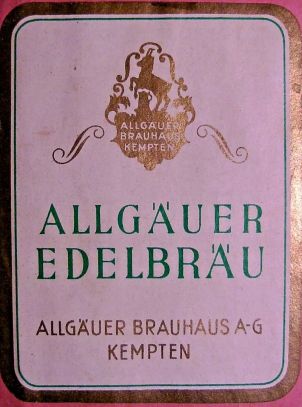 ALLGÄUER
BRAUHAUS
KEMPTEN
ALLGÄUER
EDELBRÄU
ALLGÄUER BRAUHAUS A-G
KEMPTEN